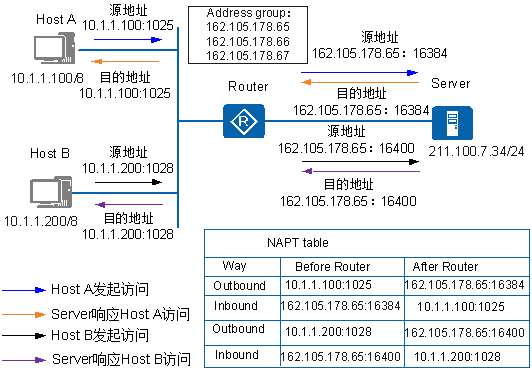 Host A
10.1.1.100/8
源地址
10.1.1.100:1025
目的地址
10.1.1.100:1025
Address group:
162.105.178.65
162.105.178.66
162.105.178.67
Router
源地址
162.105.178.65：16384
目的地址
162.105.178.65：16384
源地址
162.105.178.65：16400
目的地址
162.105.178.65：16400
Server
211.100.7.34/24
Host B
10.1.1.200/8
源地址
10.1.1.200:1028
目的地址
10.1.1.200:1028
Host A发起访问
Server响应Host A访问
Host B发起访问
Server响应Host B访问
NAPT table
Way Before Router After Router
Outbound 10.1.1.100:1025 162.105.178.65:16384
Inbound 162.105.178.65:16384 10.1.1.100:1025
Outbound 10.1.1.200:1028 162.105.178.65:16400
Inbound 162.105.178.65:16400 10.1.1.200:1028